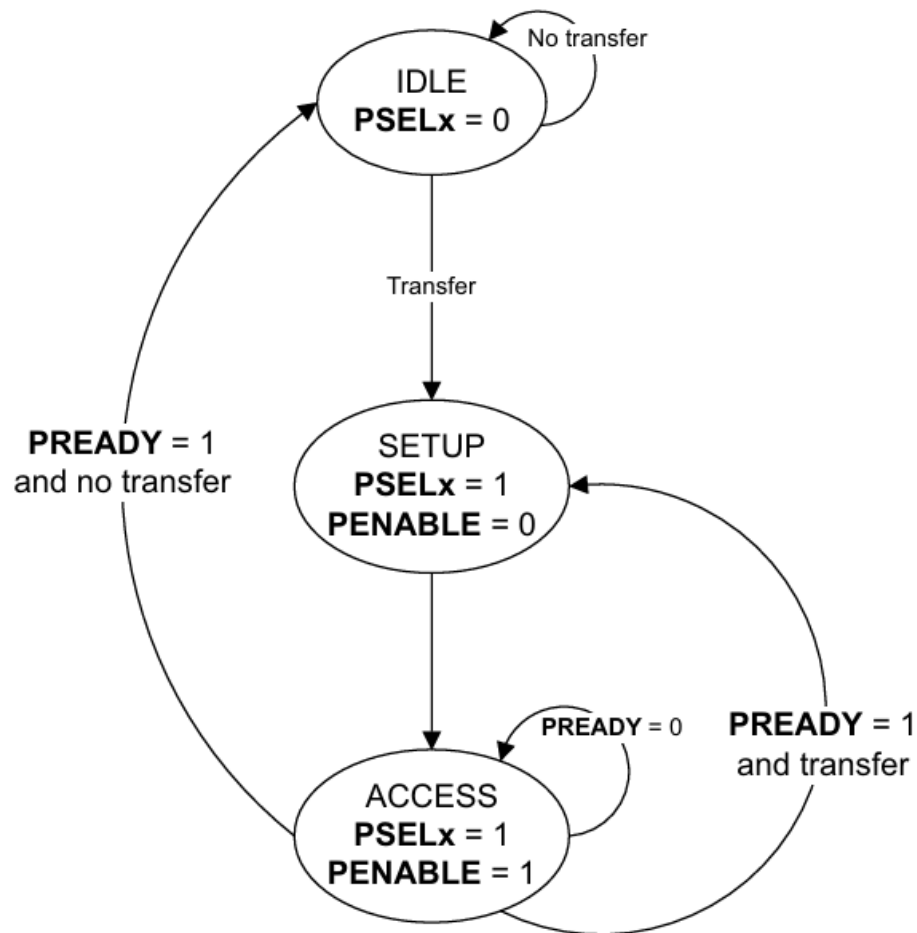 No transfer
IDLE
PSELx = 0
Transfer
PREADY = 1
and no transfer
SETUP
PSELx = 1
PENABLE = 0
PREADY = 0
PREADY = 1
and transfer
ACCESS
PSELx = 1
PENABLE = 1